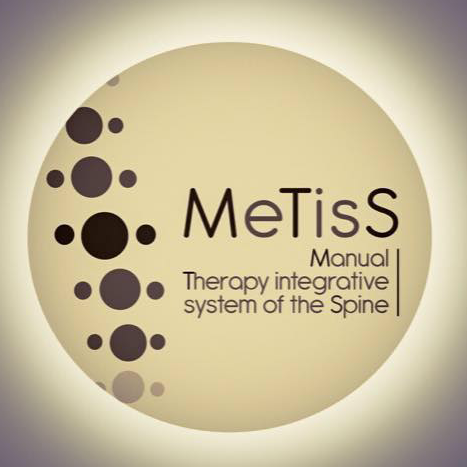 MeTisS
Manual
Therapy integrative
system of the Spine